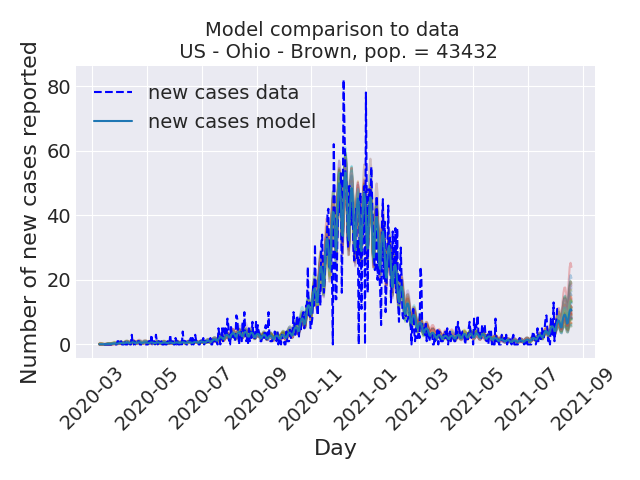 Model comparison to data
US - Ohio - Brown, pop. = 43432
Number of new cases reported
80
60
40
20
0
new cases data
new cases model
2020-03
2020-05
2020-07
2020-09
2020-11
2021-01
2021-03
2021-05
2021-07
2021-09
Day